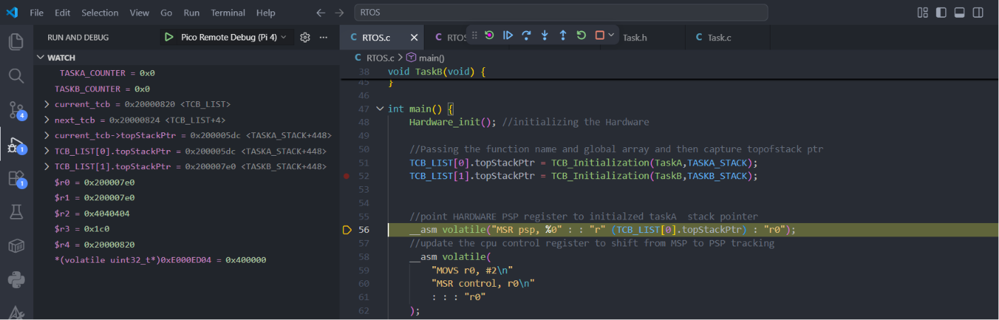 File Edit Selection View Go Run Terminal Help
RTOS
RUN AND DEBUG
Pico Remote Debug (Pi 4)
WATCH
TASKA_COUNTER = 0x0
TASKB_COUNTER = 0x0
current_tcb = 0x20000820 <TCB_LIST>
next_tcb = 0x20000824 <TCB_LIST+4>
current_tcb->topStackPtr = 0x200005dc <TASKA_STACK+448>
TCB_LIST[0].topStackPtr = 0x200005dc <TASKA_STACK+448>
TCB_LIST[1].topStackPtr = 0x200007e0 <TASKB_STACK+448>
$r0 = 0x200007e0
$r1 = 0x200007e0
$r2 = 0x4040404
$r3 = 0x1c0
$r4 = 0x20000820
*(volatile uint32_t*)0xE000ED04 = 0x400000
4
1
1
C RTOS.c
C RTOS
Task.h
C Task.c
C RTOS.c > main()
38 void TaskB(void) {
45 }
46
47 int main() {
48 Hardware_init(); //initializing the Hardware
49
50 //Passing the function name and global array and then capture topofstack ptr
51 TCB_LIST[0].topStackPtr = TCB_Initialization(TaskA,TASKA_STACK);
52 TCB_LIST[1].topStackPtr = TCB_Initialization(TaskB,TASKB_STACK);
53
54
55 //point HARDWARE PSP register to initialzed taskA  stack pointer
56 __asm volatile("MSR psp, %0" : : "r" (TCB_LIST[0].topStackPtr) : "r0");
57 //update the cpu control register to shift from MSP to PSP tracking
58 __asm volatile(
59 "MOVS r0, #2\n"
60 "MSR control, r0\n"
61 : : : "r0"
62 );